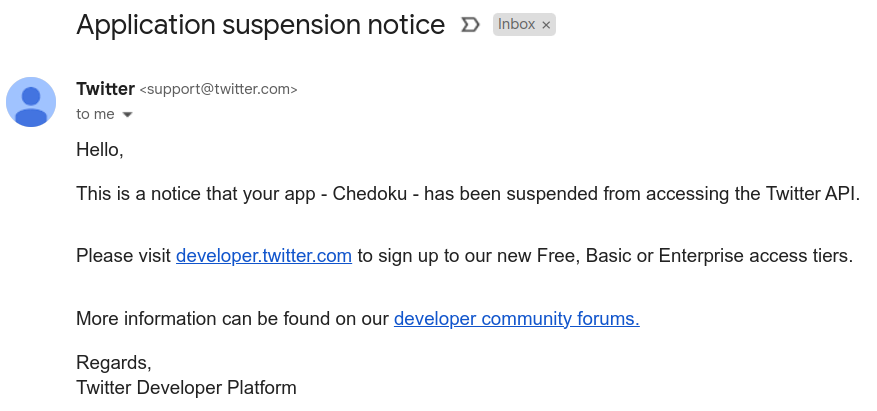 Application suspension notice Inbox ×
Twitter <support@twitter.com>
to me
Hello,
This is a notice that your app - Chedoku - has been suspended from accessing the Twitter API.
Please visit developer.twitter.com to sign up to our new Free, Basic or Enterprise access tiers.
More information can be found on our developer community forums.
Regards,
Twitter Developer Platform